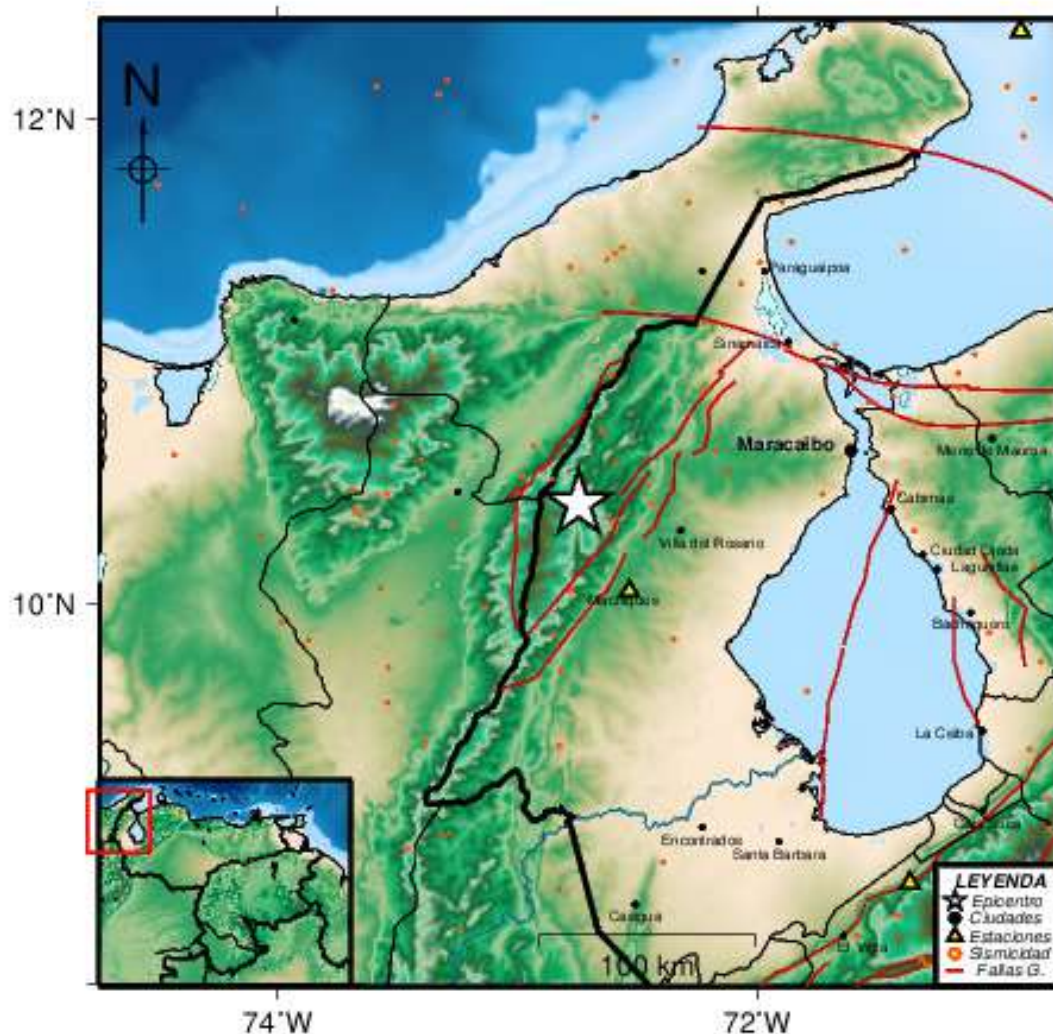 N
12°N
Paraguaipoa
Sinamaica
Maracaibo
Mene de Mauroa
Cabimas
Villa del Rosario
Ciudad Ojeda
Lagunillas
Machiques
10°N
Bachaquero
La Ceiba
Encontrados
Santa Barbara
Casigua
El Vigia
100 km
LEYENDA
Epicentro
Ciudades
Estaciones
Sismicidad
Fallas G.
74°W
72°W